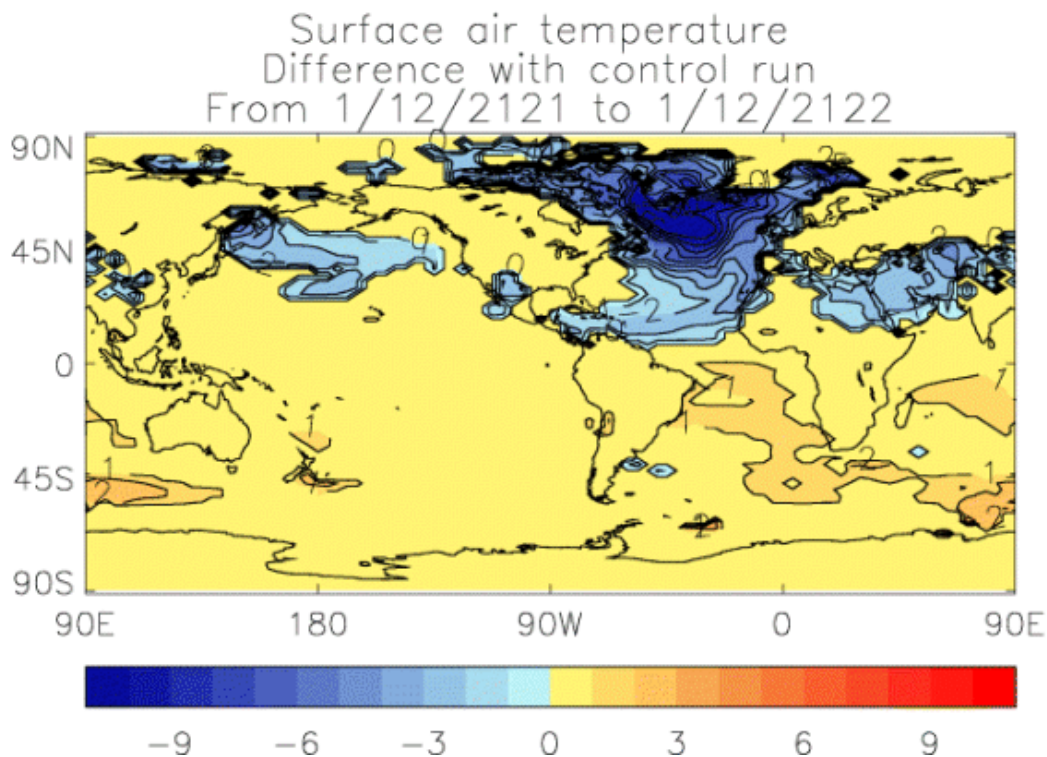 Surface air temperature
Difference with control run
From 1/12/2121 to 1/12/2122
90N
45N
0
45S
90S
90E 180 90W 0 90E
-9 -6 -3 0 3 6 9